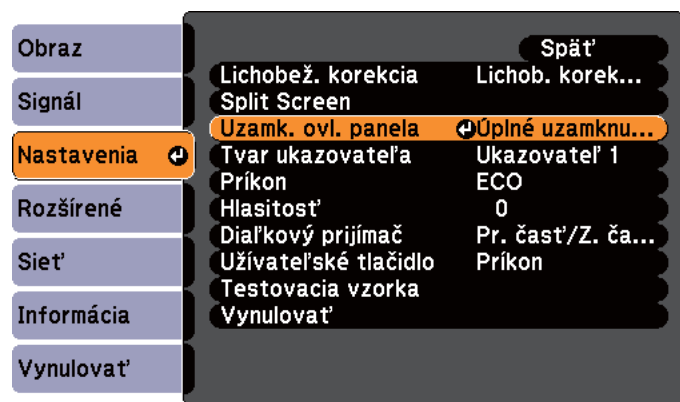 Obraz
Signál
Nastavenia
Rozšírené
Sieť
Informácia
Vynulovať
Späť
Lichobež. korekcia Lichob. korek...
Split Screen
Uzamk. ovl. panela Úplné uzamknu...
Tvar ukazovateľa Ukazovateľ 1
Príkon ECO
Hlasitosť 0
Diaľkový prijímač Pr. časť/Z. ča...
Užívateľské tlačidlo Príkon
Testovacia vzorka
Vynulovať